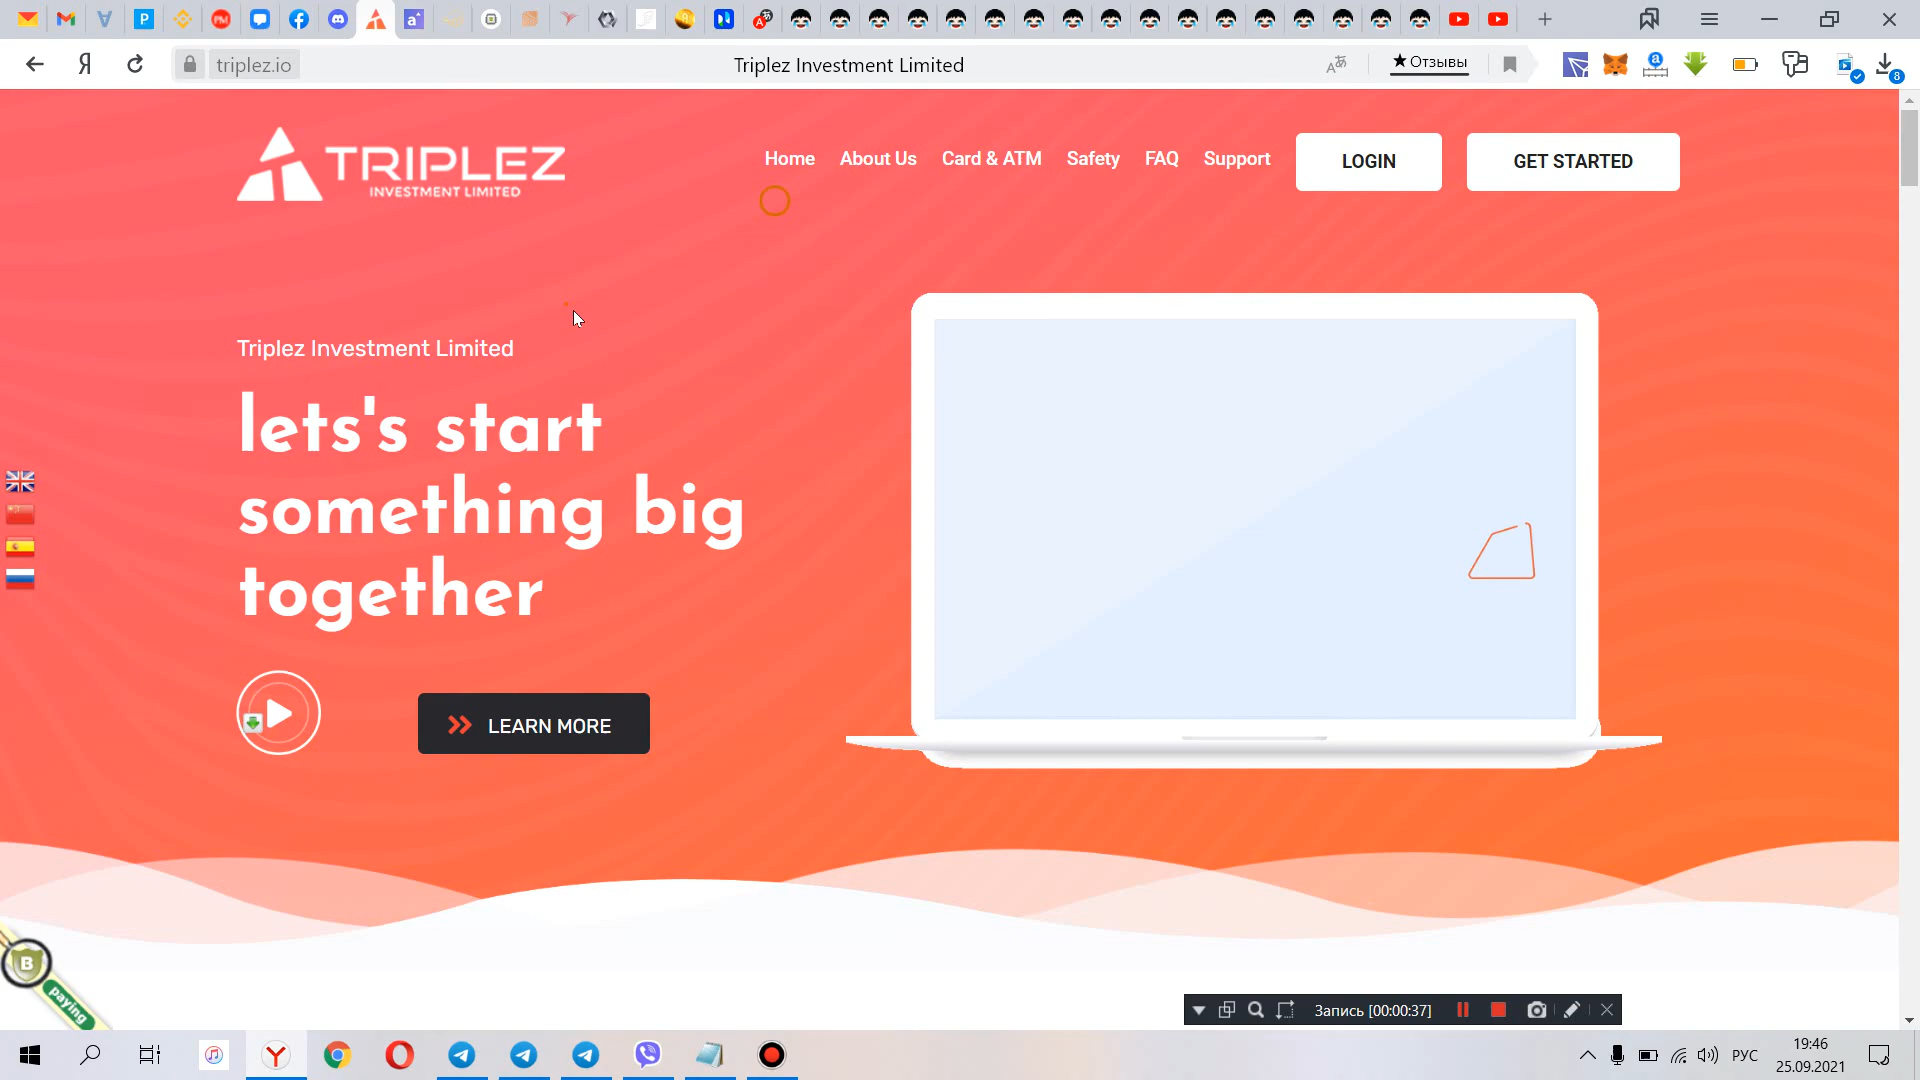 triplez.io
Triplez Investment Limited
★ Отзывы
8
TRIPLEZ
INVESTMENT LIMITED
Home
About Us
Card & ATM
Safety
FAQ
Support
LOGIN
GET STARTED
Triplez Investment Limited
lets's start
something big
together
LEARN MORE
B
paying
Запись [00:00:37]
19:46
РУС
25.09.2021